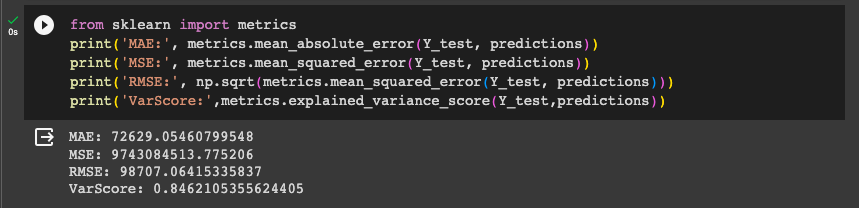 from sklearn import metrics
print('MAE:', metrics.mean_absolute_error(Y_test, predictions))
print('MSE:', metrics.mean_squared_error(Y_test, predictions))
print('RMSE:', np.sqrt(metrics.mean_squared_error(Y_test, predictions)))
print('VarScore:',metrics.explained_variance_score(Y_test,predictions))
0s
MAE: 72629.05460799548
MSE: 9743084513.775206
RMSE: 98707.06415335837
VarScore: 0.8462105355624405